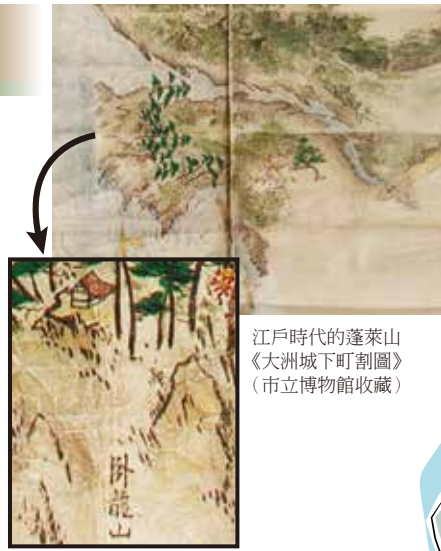 江戶時代的蓬萊山
《大洲城下町割圖》
（市立博物館收藏）
臥龍山